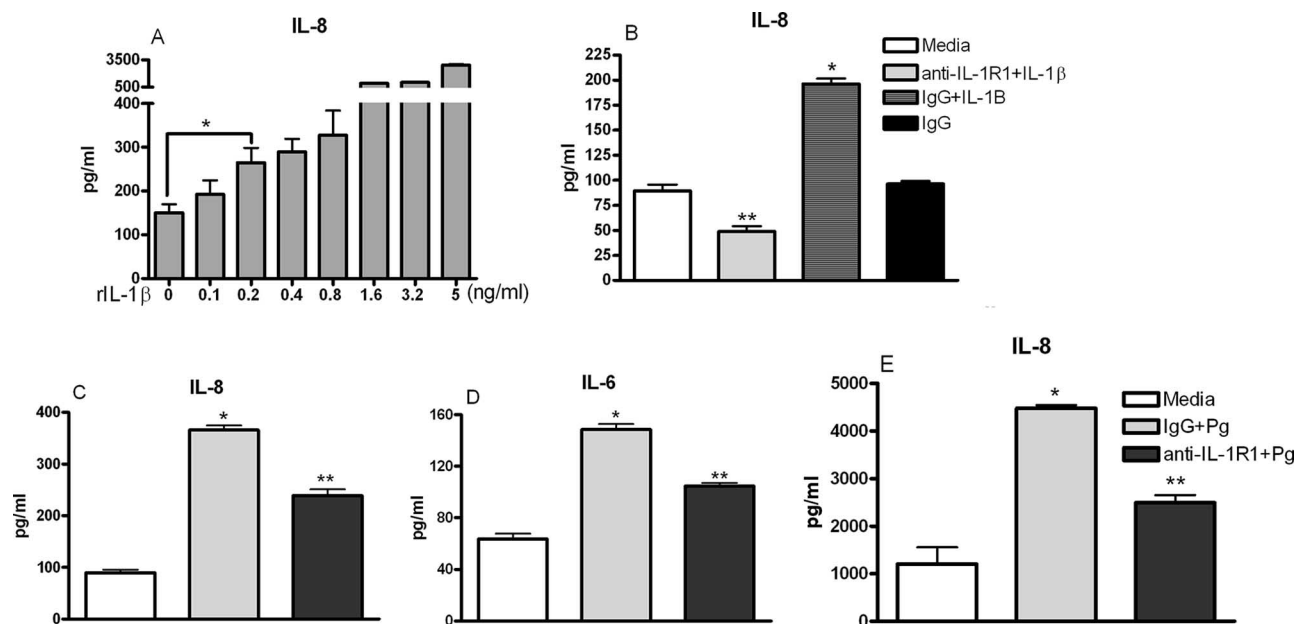 A
IL-8
3500
500
400
300
200
100
0
pg/ml
*
rIL-1β 0 0.1 0.2 0.4 0.8 1.6 3.2 5 (ng/ml)
B
IL-8
225
200
175
150
125
100
75
50
25
0
pg/ml
**
*
Media
anti-IL-1R1+IL-1β
IgG+IL-1B
IgG
C
IL-8
400
300
200
100
0
pg/ml
*
**
D
IL-6
160
120
80
40
0
pg/ml
*
**
E
IL-8
5000
4000
3000
2000
1000
0
pg/ml
*
**
Media
IgG+Pg
anti-IL-1R1+Pg